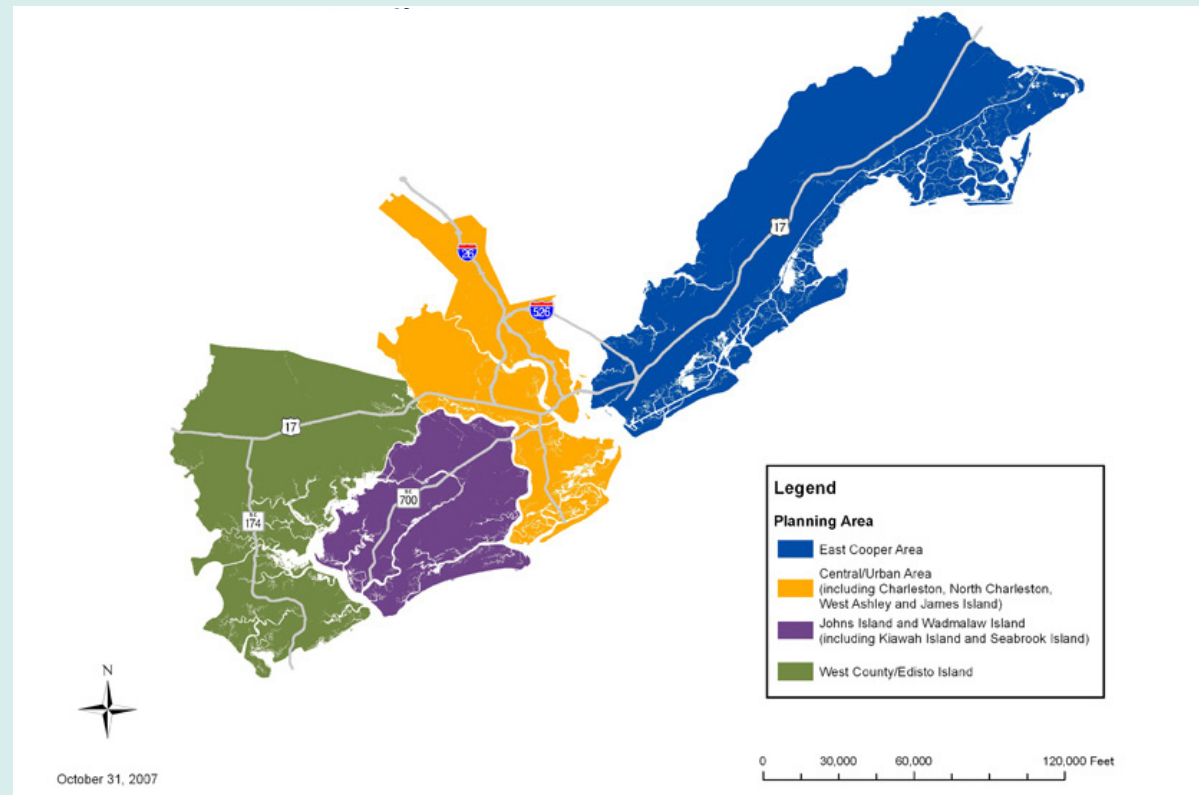 17
26
526
17
S.C.
700
S.C.
174
Legend
Planning Area
East Cooper Area
Central/Urban Area
(including Charleston, North Charleston,
West Ashley and James Island)
Johns Island and Wadmalaw Island
(including Kiawah Island and Seabrook Island)
West County/Edisto Island
N
October 31, 2007
0 30,000 60,000 120,000 Feet